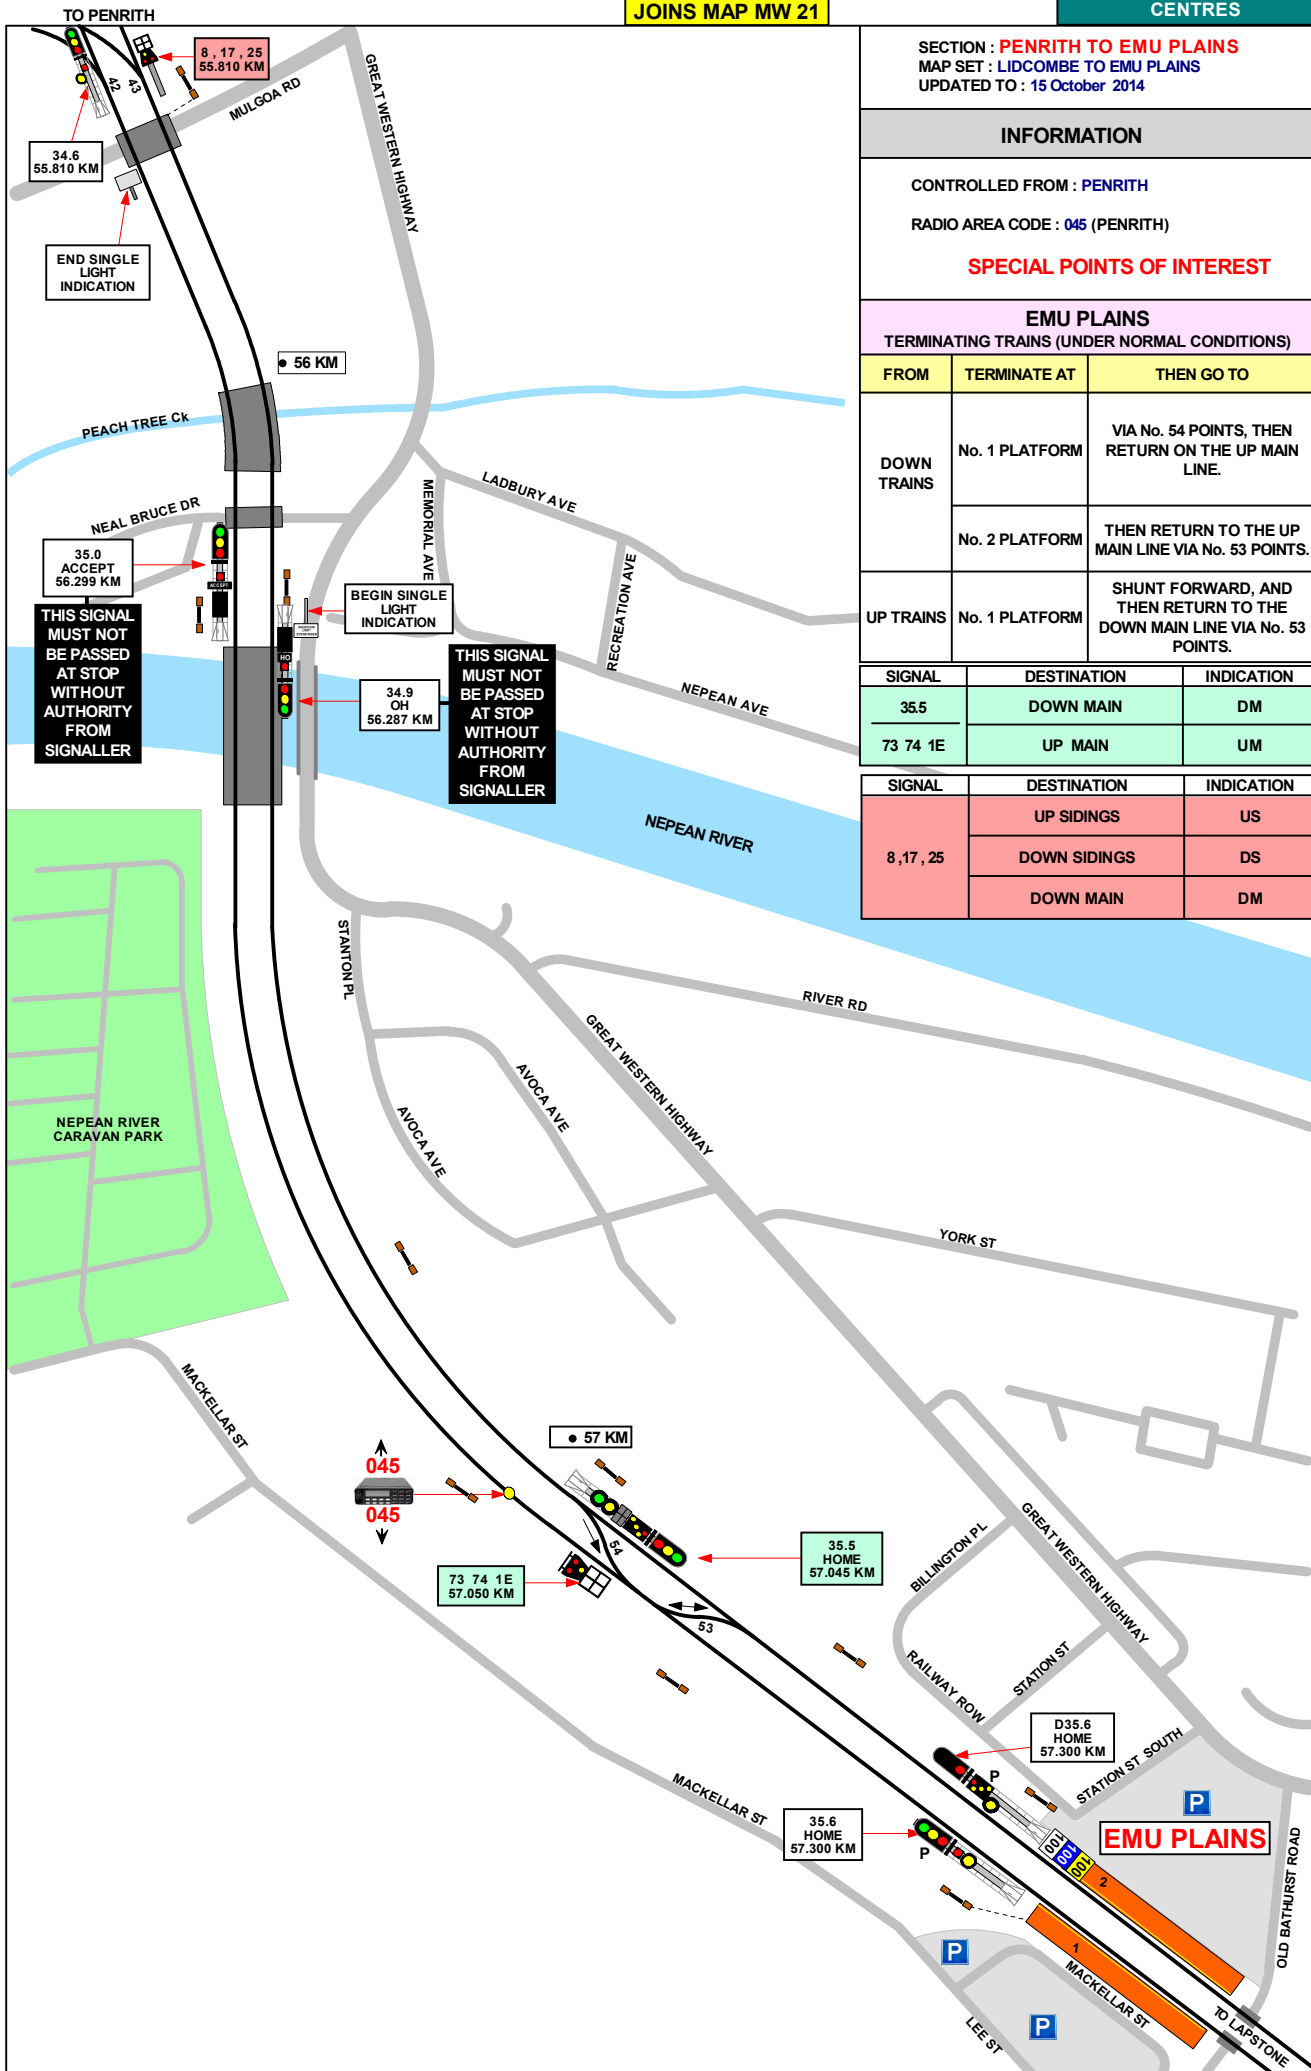 JOINS MAP MW 21
CENTRES
TO PENRITH
SECTION : PENRITH TO EMU PLAINS
MAP SET : LIDCOMBE TO EMU PLAINS
UPDATED TO : 15 October 2014
INFORMATION
CONTROLLED FROM : PENRITH
RADIO AREA CODE : 045 (PENRITH)
SPECIAL POINTS OF INTEREST
EMU PLAINS
TERMINATING TRAINS (UNDER NORMAL CONDITIONS)
FROM
TERMINATE AT
THEN GO TO
DOWN
TRAINS
No. 1 PLATFORM
VIA No. 54 POINTS, THEN
RETURN ON THE UP MAIN
LINE.
No. 2 PLATFORM
THEN RETURN TO THE UP
MAIN LINE VIA No. 53 POINTS.
UP TRAINS
No. 1 PLATFORM
SHUNT FORWARD, AND
THEN RETURN TO THE
DOWN MAIN LINE VIA No. 53
POINTS.
SIGNAL
DESTINATION
INDICATION
35.5
DOWN MAIN
DM
73 74 1E
UP MAIN
UM
SIGNAL
DESTINATION
INDICATION
8 ,17 , 25
UP SIDINGS
US
DOWN SIDINGS
DS
DOWN MAIN
DM
8 , 17 , 25
55.810 KM
42
43
MULGOA RD
GREAT WESTERN HIGHWAY
34.6
55.810 KM
END SINGLE
LIGHT
INDICATION
56 KM
PEACH TREE Ck
NEAL BRUCE DR
MEMORIAL AVE
LADBURY AVE
RECREATION AVE
NEPEAN AVE
35.0
ACCEPT
56.299 KM
ACCEPT
THIS SIGNAL
MUST NOT
BE PASSED
AT STOP
WITHOUT
AUTHORITY
FROM
SIGNALLER
BEGIN SINGLE
LIGHT
INDICATION
HO
34.9
OH
56.287 KM
THIS SIGNAL
MUST NOT
BE PASSED
AT STOP
WITHOUT
AUTHORITY
FROM
SIGNALLER
NEPEAN RIVER
STANTON PL
RIVER RD
GREAT WESTERN HIGHWAY
AVOCA AVE
AVOCA AVE
NEPEAN RIVER
CARAVAN PARK
YORK ST
MACKELLAR ST
57 KM
045
045
54
35.5
HOME
57.045 KM
73 74 1E
57.050 KM
53
BILLINGTON PL
GREAT WESTERN HIGHWAY
RAILWAY ROW
STATION ST
STATION ST SOUTH
D35.6
HOME
57.300 KM
P
MACKELLAR ST
35.6
HOME
57.300 KM
P
P
EMU PLAINS
100
100
100
2
1
OLD BATHURST ROAD
P
MACKELLAR ST
P
LEE ST
TO LAPSTONE